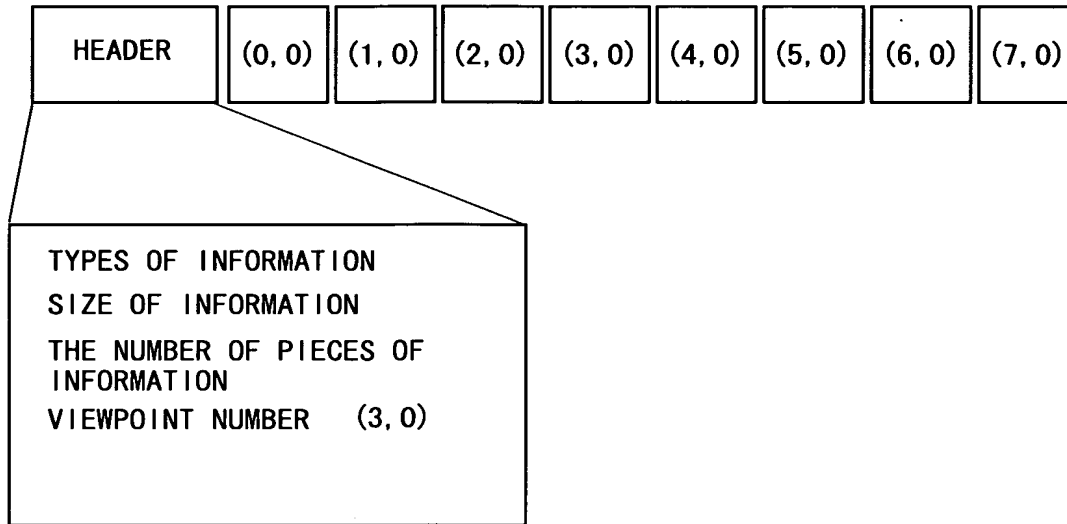 HEADER (0, 0) (1, 0) (2, 0) (3, 0) (4, 0) (5, 0) (6, 0) (7, 0)
TYPES OF INFORMATION
SIZE OF INFORMATION
THE NUMBER OF PIECES OF
INFORMATION
VIEWPOINT NUMBER (3, 0)